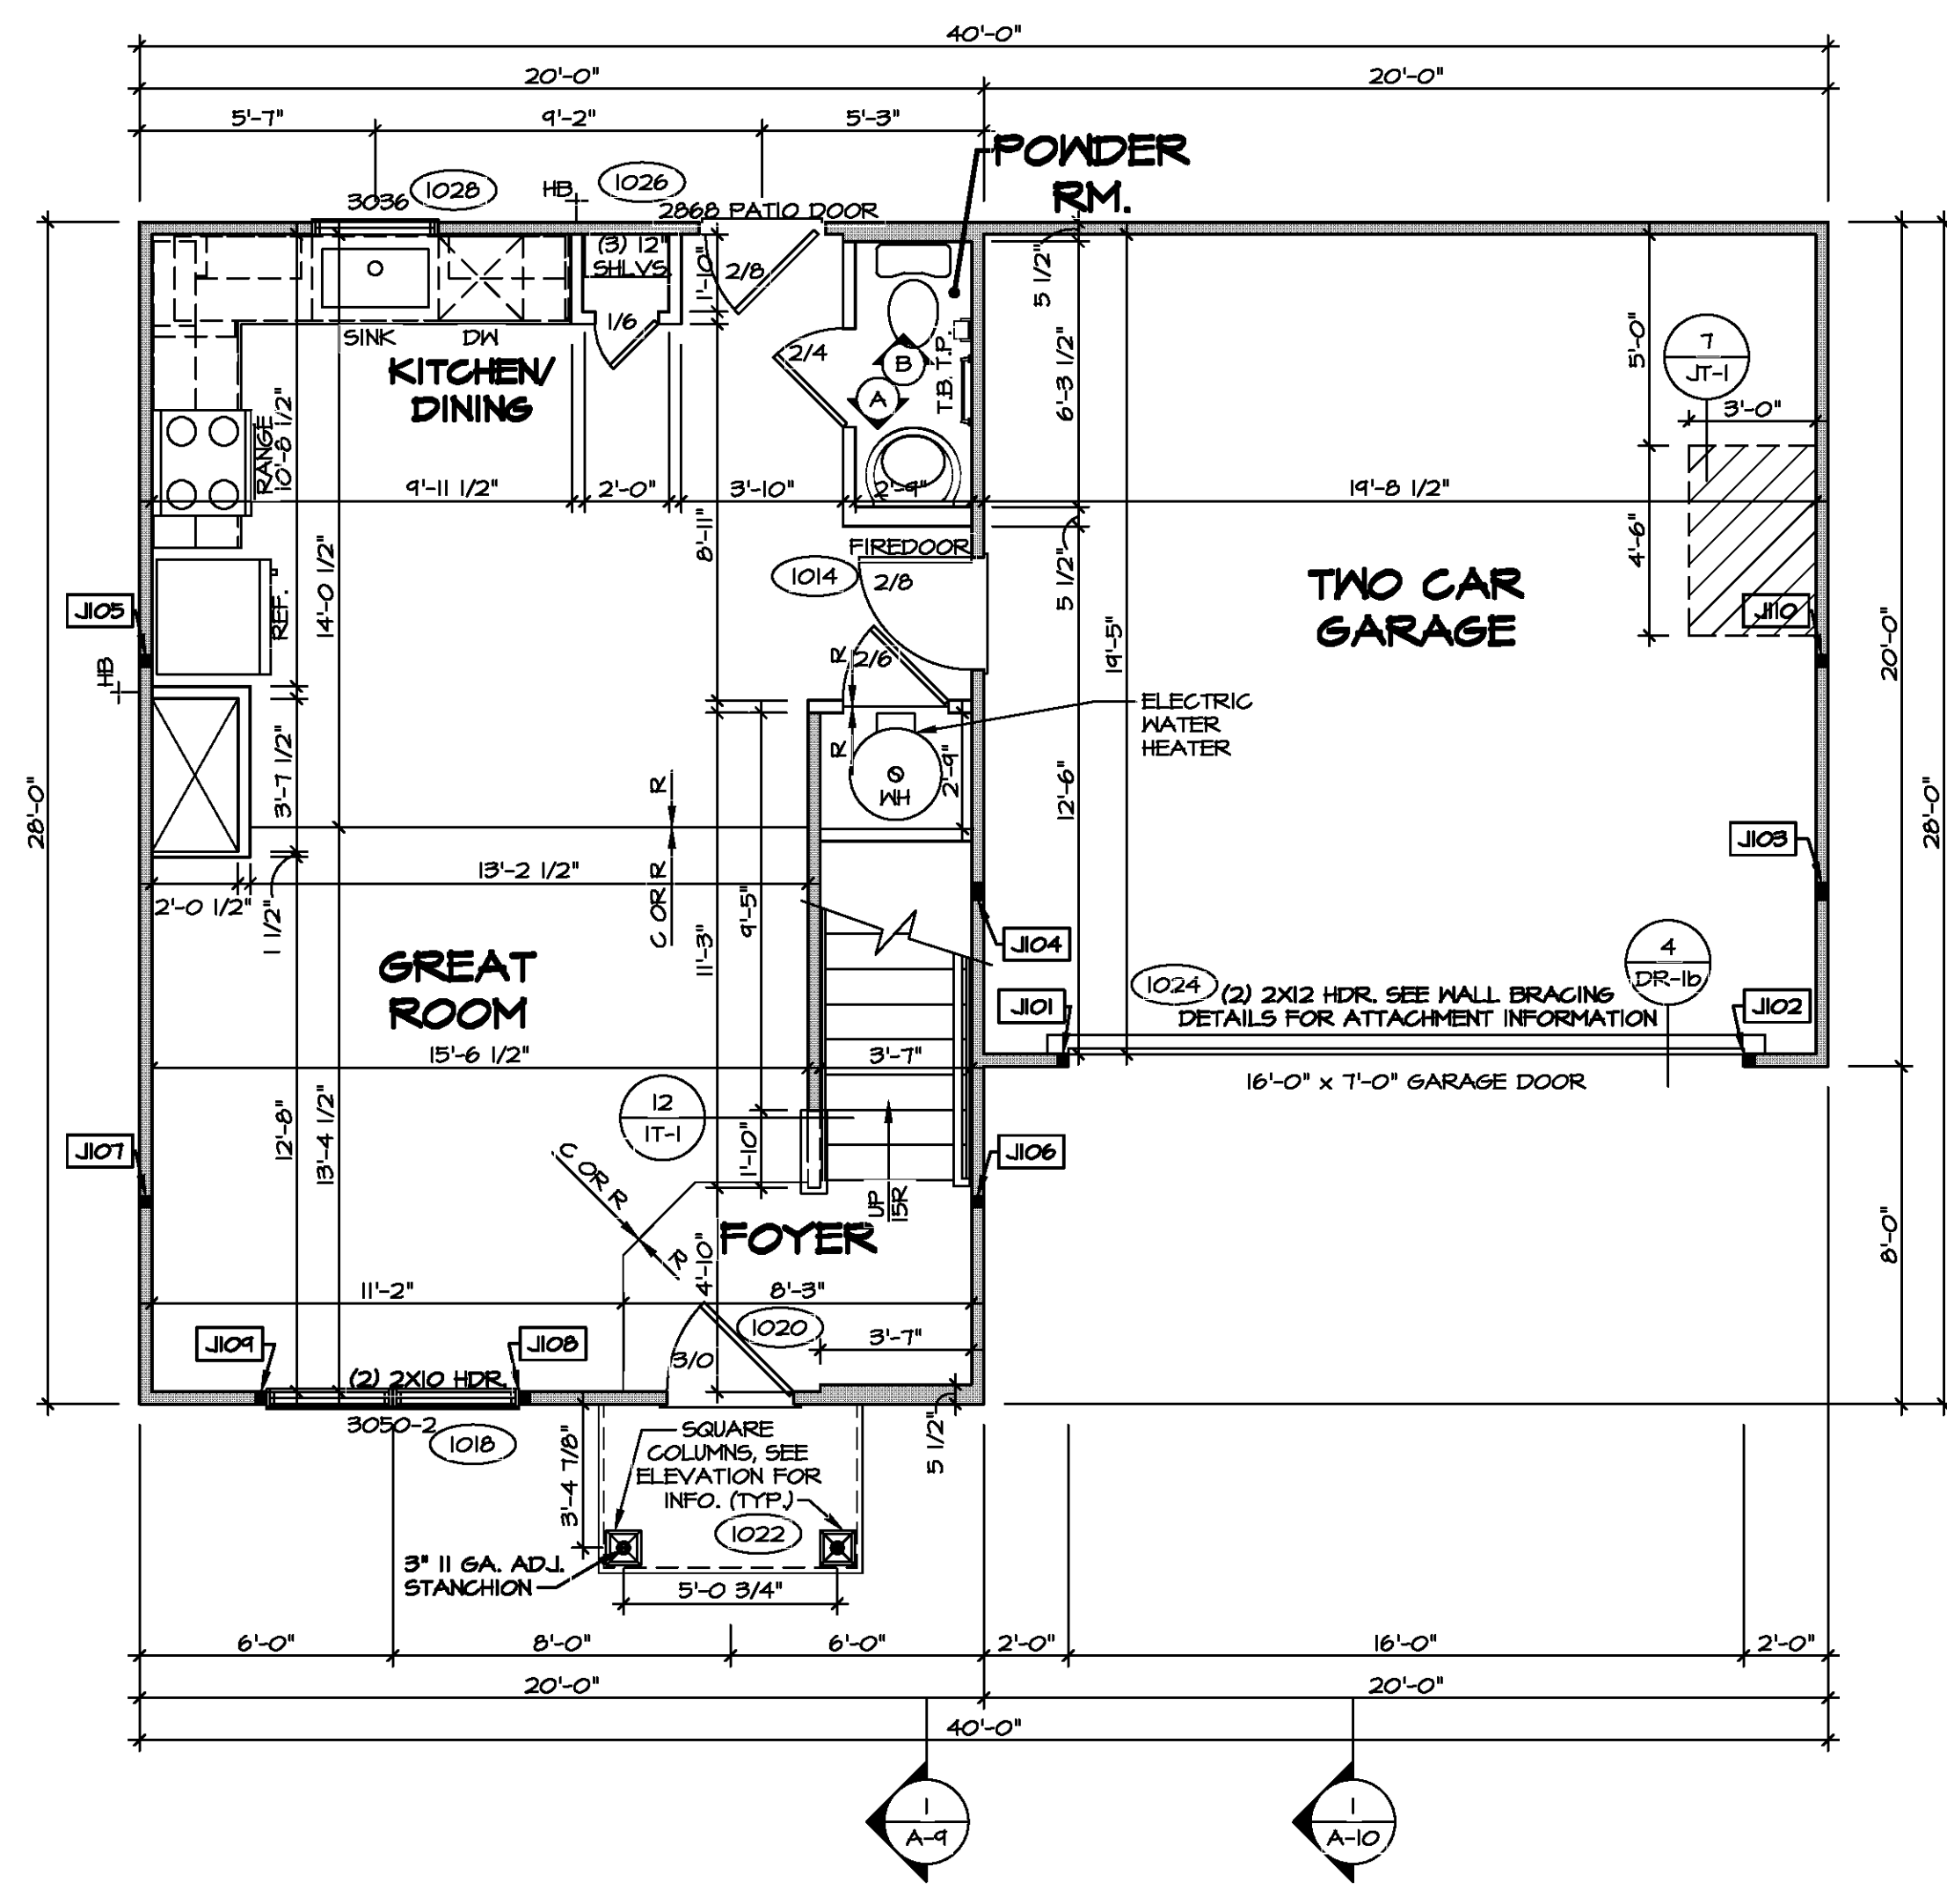 40'-0"
20'-0"
20'-0"
5'-7"
9'-2"
5'-3"
POWDER
RM.
3036
1028
HB
1026
2868 PATIO DOOR
(3) 12"
SHLVS.
1'-10"
2/8
5 1/2"
1/6
SINK
DW
2/4
B
A
T.B.
T.P.
6'-3 1/2"
5'-0"
7
JT-1
3'-0"
KITCHEN/
DINING
RANGE
10'-8 1/2"
9'-11 1/2"
2'-0"
3'-10"
2'-9"
19'-8 1/2"
8'-11"
14'-0 1/2"
FIREDOOR
1014
2/8
5 1/2"
4'-6"
TWO CAR
GARAGE
J105
REF.
J110
20'-0"
19'-5"
HB
R
2/6
R
ELECTRIC
WATER
HEATER
WH
2'-9"
12'-6"
28'-0"
28'-0"
3'-7 1/2"
R
C OR R
J103
13'-2 1/2"
2'-0 1/2"
1 1/2"
9'-5"
11'-3"
J104
GREAT
ROOM
4
DR-1b
1024
(2) 2X12 HDR. SEE WALL BRACING
DETAILS FOR ATTACHMENT INFORMATION
J101
J102
15'-6 1/2"
3'-7"
16'-0" x 7'-0" GARAGE DOOR
12
1T-1
12'-8"
13'-4 1/2"
1'-10"
J107
J106
C OR R
R
UP
15R
FOYER
4'-10"
8'-0"
11'-2"
8'-3"
1020
3'-7"
J109
J108
3/0
(2) 2X10 HDR.
3050-2
1018
3'-4 7/8"
SQUARE
COLUMNS, SEE
ELEVATION FOR
INFO. (TYP.)
5 1/2"
1022
3" 11 GA. ADJ.
STANCHION
5'-0 3/4"
6'-0"
8'-0"
6'-0"
2'-0"
16'-0"
2'-0"
20'-0"
20'-0"
40'-0"
1
A-9
1
A-10